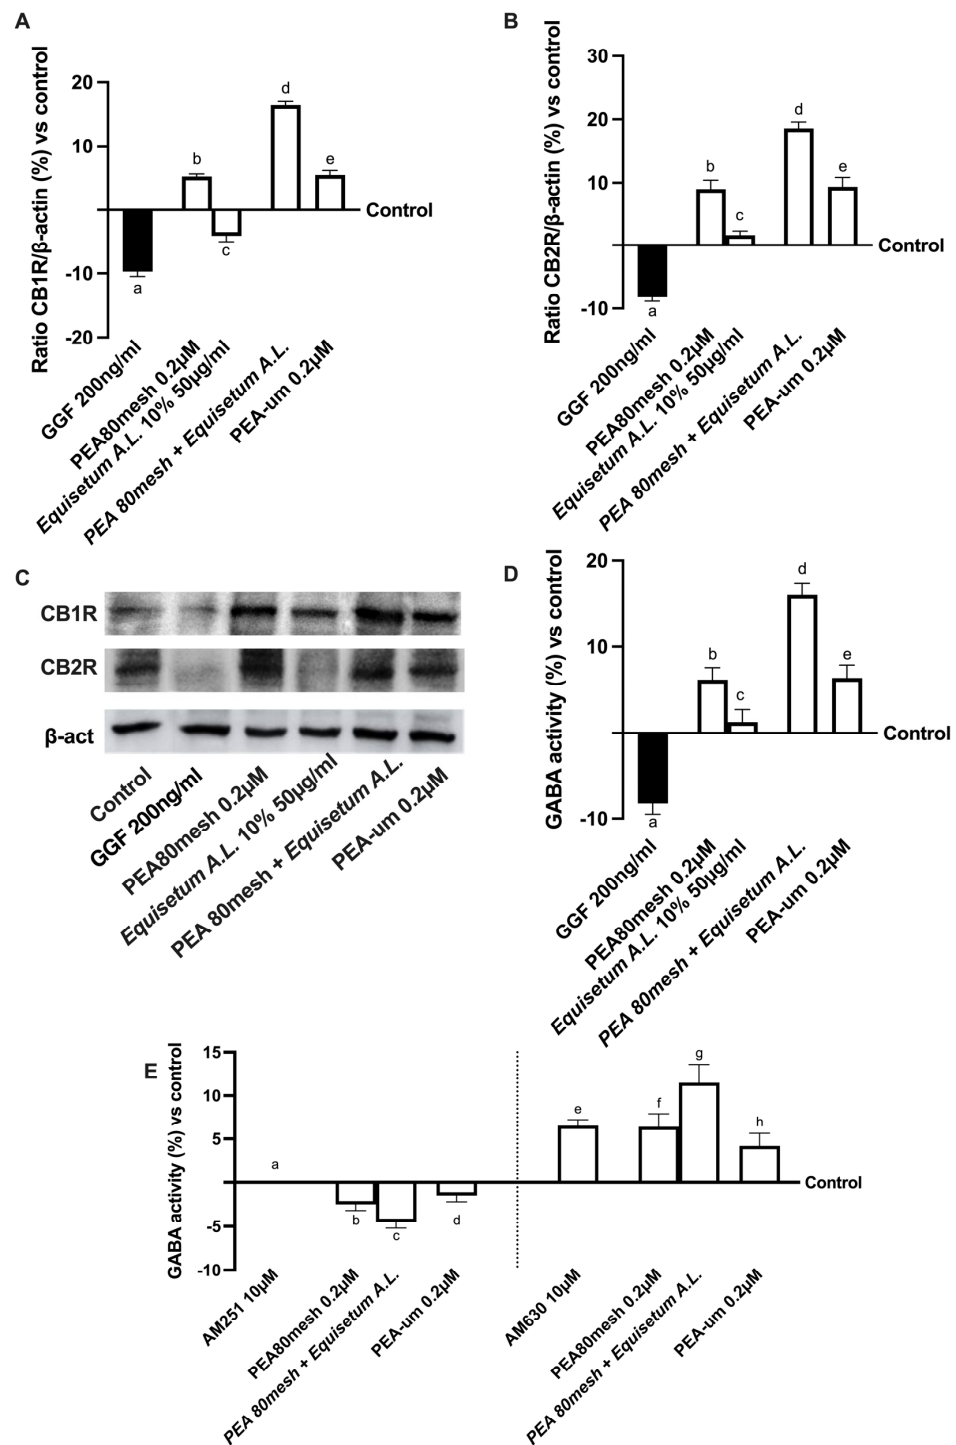 A
Ratio CB1R/β-actin (%) vs control
20
10
-10
-20
d
b
e
c
a
Control
GGF 200ng/ml
PEA80mesh 0.2µM
Equisetum A.L. 10% 50µg/ml
PEA 80mesh + Equisetum A.L.
PEA-um 0.2µM
B
Ratio CB2R/β-actin (%) vs control
30
20
10
-10
d
b
e
c
a
Control
GGF 200ng/ml
PEA80mesh 0.2µM
Equisetum A.L. 10% 50µg/ml
PEA 80mesh + Equisetum A.L.
PEA-um 0.2µM
C
CB1R
CB2R
β-act
Control
GGF 200ng/ml
PEA80mesh 0.2µM
Equisetum A.L. 10% 50µg/ml
PEA 80mesh + Equisetum A.L.
PEA-um 0.2µM
D
GABA activity (%) vs control
20
10
-10
d
b
e
c
a
Control
GGF 200ng/ml
PEA80mesh 0.2µM
Equisetum A.L. 10% 50µg/ml
PEA 80mesh + Equisetum A.L.
PEA-um 0.2µM
E
GABA activity (%) vs control
15
10
5
-5
-10
a
b
c
d
e
f
g
h
Control
AM251 10µM
PEA80mesh 0.2µM
PEA 80mesh + Equisetum A.L.
PEA-um 0.2µM
AM630 10µM
PEA80mesh 0.2µM
PEA 80mesh + Equisetum A.L.
PEA-um 0.2µM